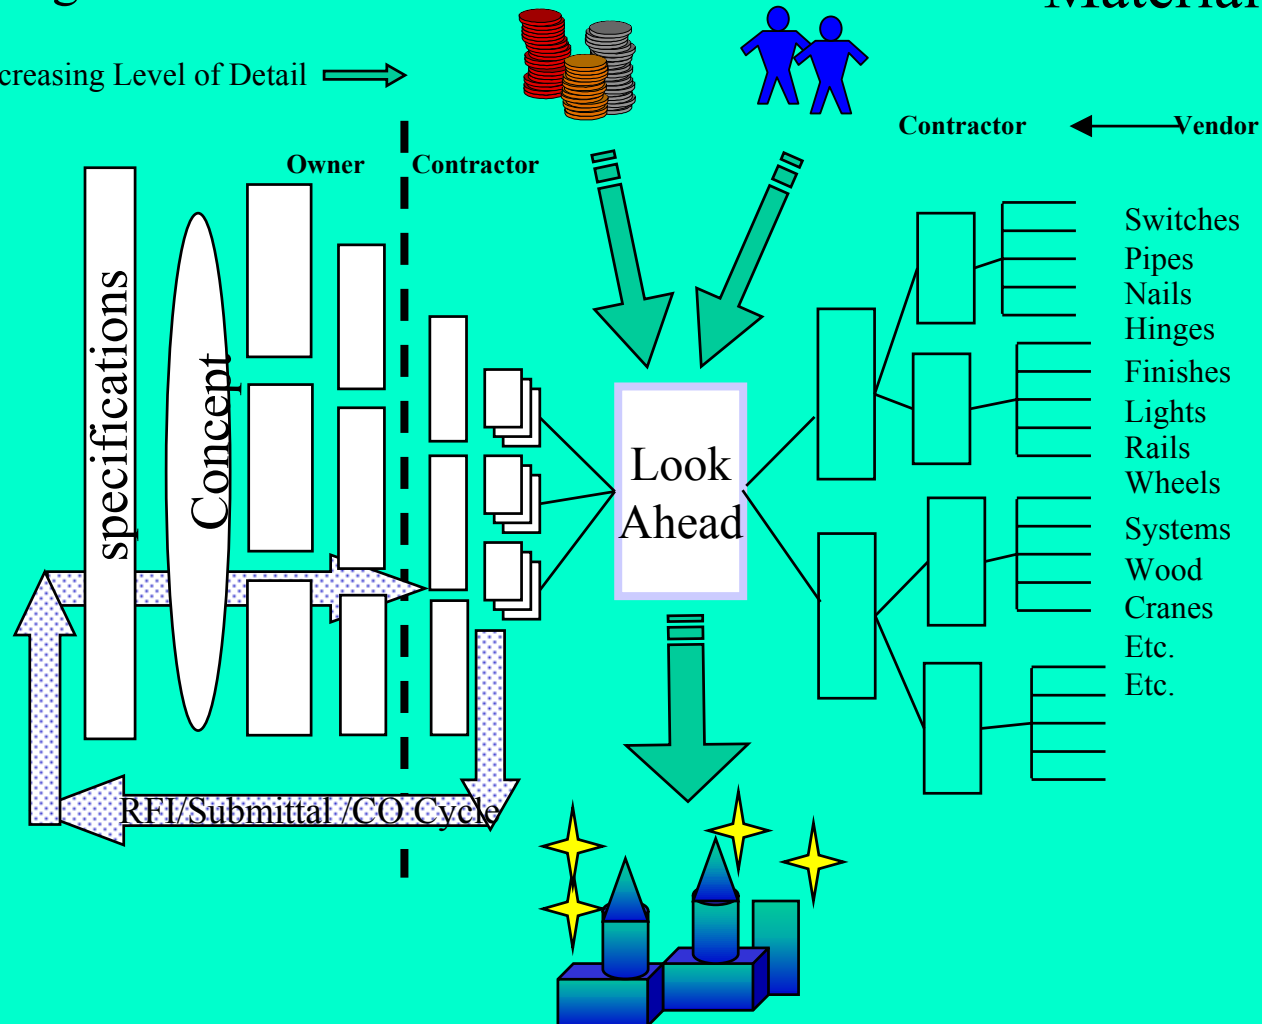 Material
creasing Level of Detail
Contractor
Vendor
Owner
Contractor
specifications
Concept
Look
Ahead
Switches
Pipes
Nails
Hinges
Finishes
Lights
Rails
Wheels
Systems
Wood
Cranes
Etc.
Etc.
RFI/Submittal /CO Cycle